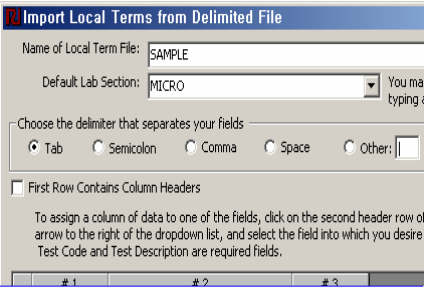 Import Local Terms from Delimited File
Name of Local Term File: SAMPLE
Default Lab Section: MICRO You ma
typing a
Choose the delimiter that separates your fields
Tab Semicolon Comma Space Other:
First Row Contains Column Headers
To assign a column of data to one of the fields, click on the second header row of
arrow to the right of the dropdown list, and select the field into which you desire
Test Code and Test Description are required fields.
#1 #2 #3